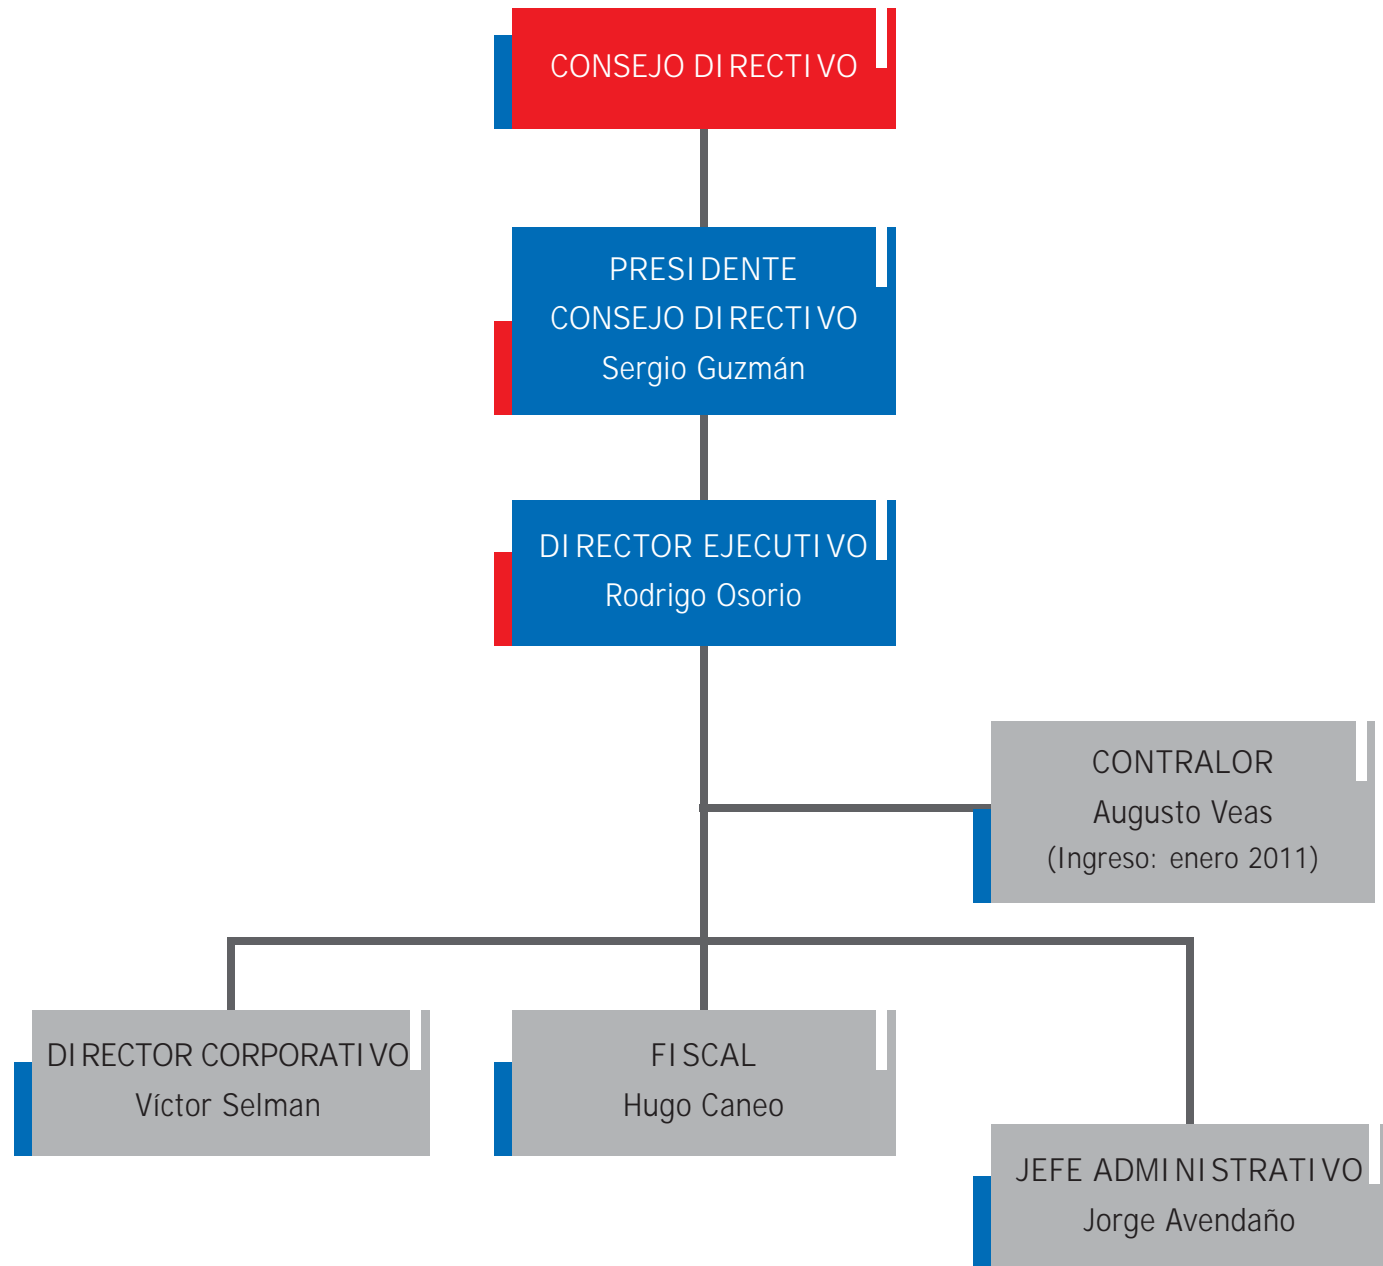 CONSEJO DIRECTIVO
PRESIDENTE
CONSEJO DIRECTIVO
Sergio Guzmán
DIRECTOR EJECUTIVO
Rodrigo Osorio
CONTRALOR
Augusto Veas
(Ingreso: enero 2011)
DIRECTOR CORPORATIVO
Víctor Selman
FISCAL
Hugo Caneo
JEFE ADMINISTRATIVO
Jorge Avendaño